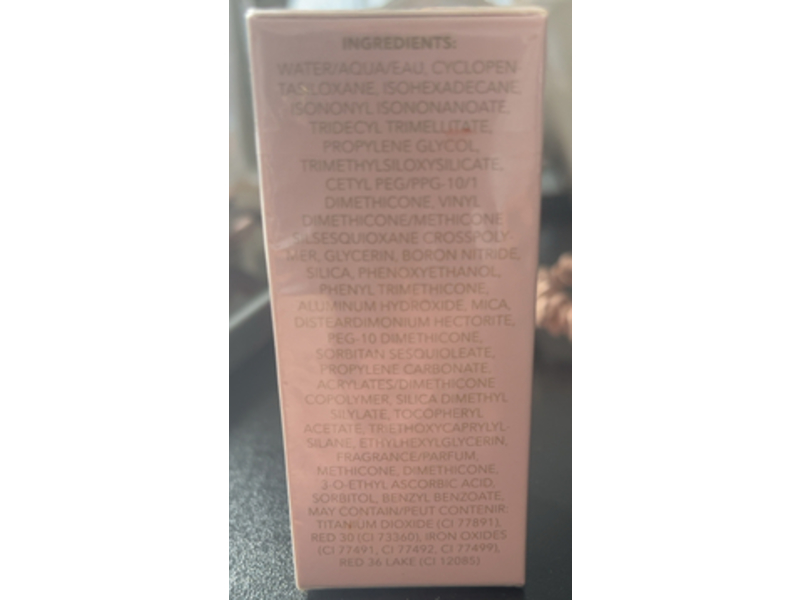 INGREDIENTS:
WATER/AQUA/EAU, CYCLOPEN-
TASILOXANE, ISOHEXADECANE,
ISONONYL ISONONANOATE,
TRIDECYL TRIMELLITATE,
PROPYLENE GLYCOL,
TRIMETHYLSILOXYSILICATE,
CETYL PEG/PPG-10/1
DIMETHICONE, VINYL
DIMETHICONE/METHICONE
SILSESQUIOXANE CROSSPOLY-
MER, GLYCERIN, BORON NITRIDE,
SILICA, PHENOXYETHANOL,
PHENYL TRIMETHICONE,
ALUMINUM HYDROXIDE, MICA,
DISTEARDIMONIUM HECTORITE,
PEG-10 DIMETHICONE,
SORBITAN SESQUIOLEATE,
PROPYLENE CARBONATE,
ACRYLATES/DIMETHICONE
COPOLYMER, SILICA DIMETHYL
SILYLATE, TOCOPHERYL
ACETATE, TRIETHOXYCAPRYLYL-
SILANE, ETHYLHEXYLGLYCERIN,
FRAGRANCE/PARFUM,
METHICONE, DIMETHICONE,
3-O-ETHYL ASCORBIC ACID,
SORBITOL, BENZYL BENZOATE,
MAY CONTAIN/PEUT CONTENIR:
TITANIUM DIOXIDE (CI 77891),
RED 30 (CI 73360), IRON OXIDES
(CI 77491, CI 77492, CI 77499),
RED 36 LAKE (CI 12085)